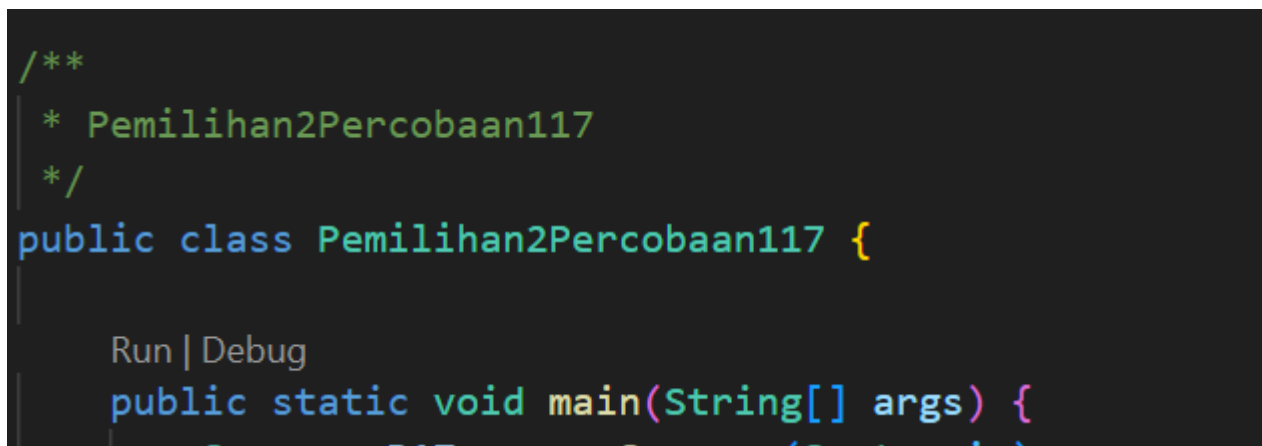 /**
* Pemilihan2Percobaan117
*/
public class Pemilihan2Percobaan117 {
Run | Debug
public static void main(String[] args) {